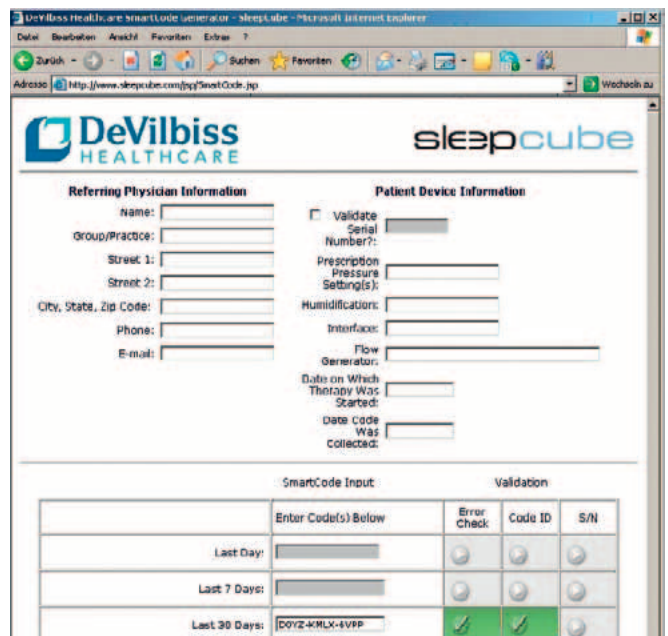 DeVilbiss Healthcare SmartCode Generator - SleepCube - Microsoft Internet Explorer
Datei Bearbeiten Ansicht Favoriten Extras ?
Zurück Suchen Favoriten
Adresse http://www.sleepcube.com/jsp/SmartCode.jsp Wechseln zu
DeVilbiss
HEALTHCARE
sleepcube
Referring Physician Information
Name:
Group/Practice:
Street 1:
Street 2:
City, State, Zip Code:
Phone:
E-mail:
Patient Device Information
Validate
Serial
Number?:
Prescription
Pressure
Setting(s):
Humidification:
Interface:
Flow
Generator:
Date on Which
Therapy Was
Started:
Date Code
Was
Collected:
SmartCode Input Validation
Enter Code(s) Below Error Check Code ID S/N
Last Day:
Last 7 Days:
Last 30 Days: D0YZ-KMLX-4VPP